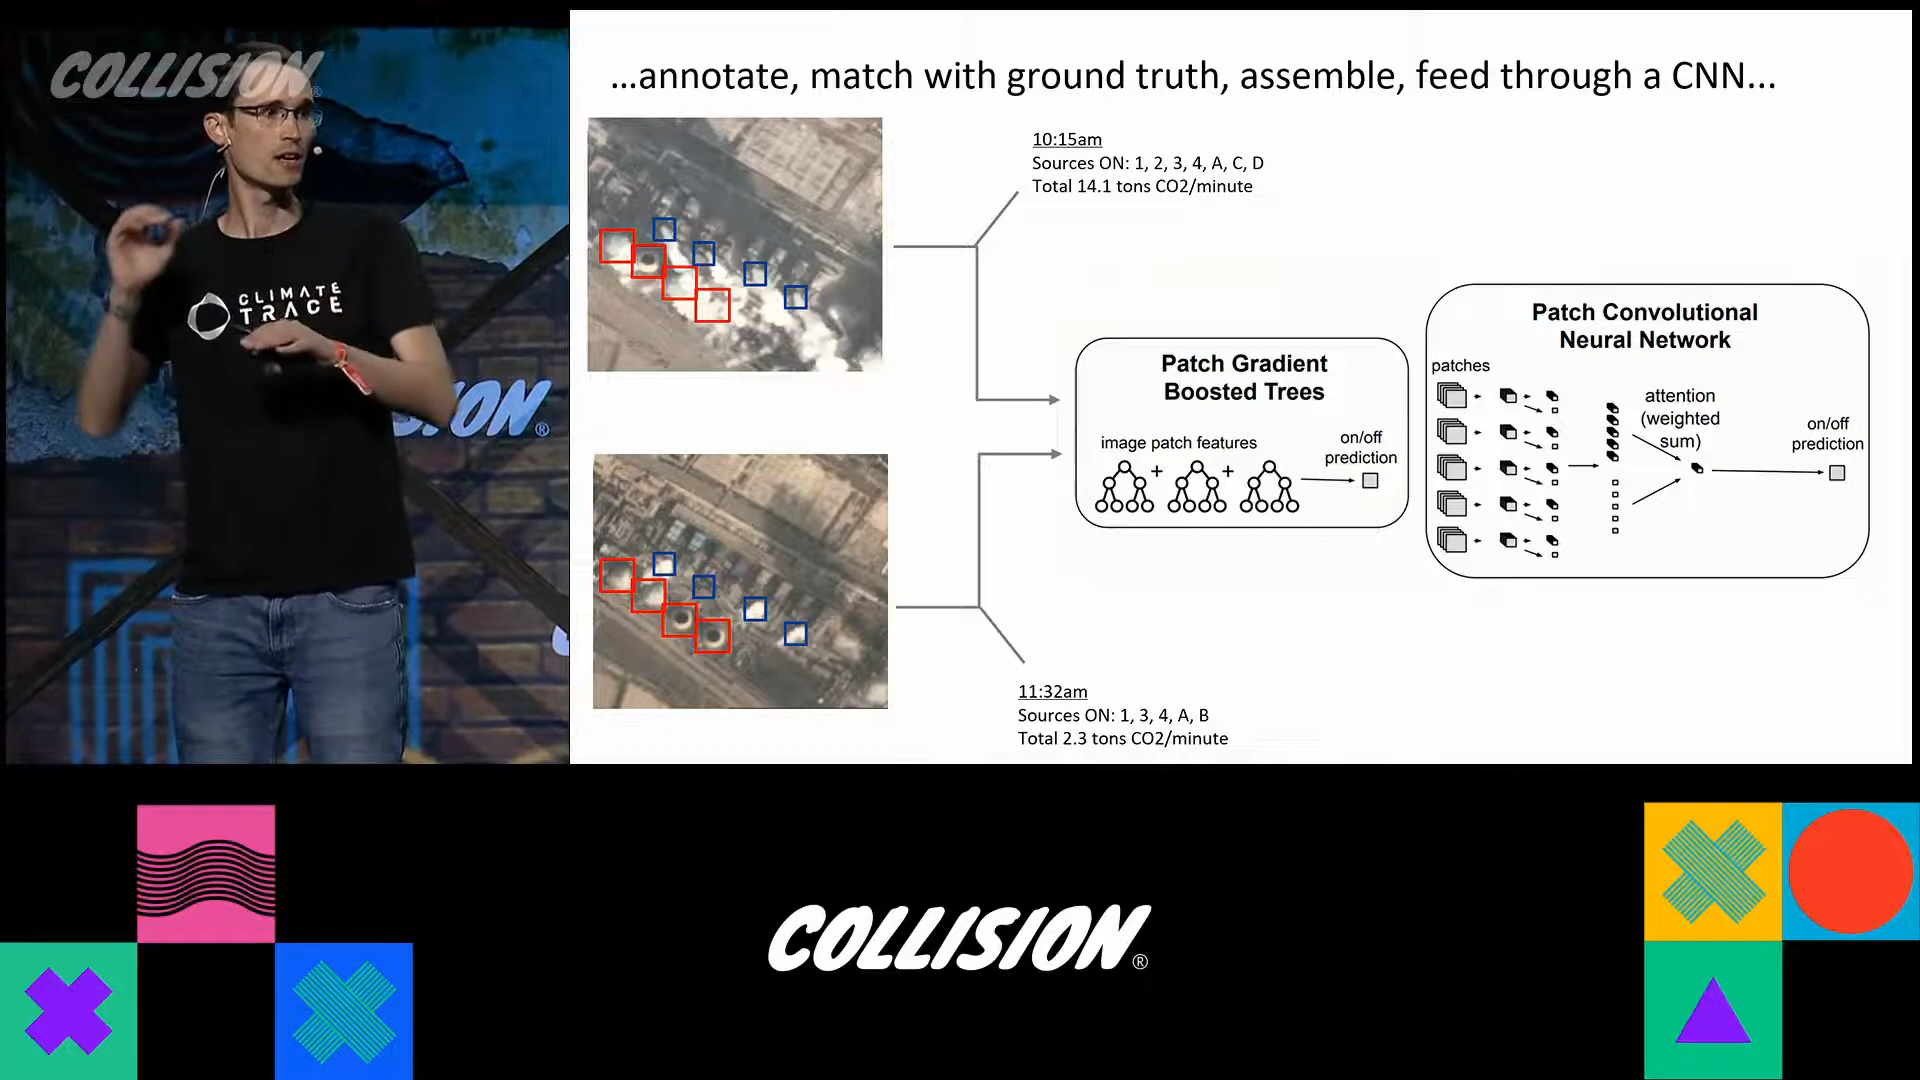 COLLISION®
CLIMATE
TRACE
ION®
...annotate, match with ground truth, assemble, feed through a CNN...
10:15am
Sources ON: 1, 2, 3, 4, A, C, D
Total 14.1 tons CO2/minute
Patch Gradient
Boosted Trees
image patch features
on/off
prediction
+
+
Patch Convolutional
Neural Network
patches
attention
(weighted
sum)
on/off
prediction
11:32am
Sources ON: 1, 3, 4, A, B
Total 2.3 tons CO2/minute
COLLISION®